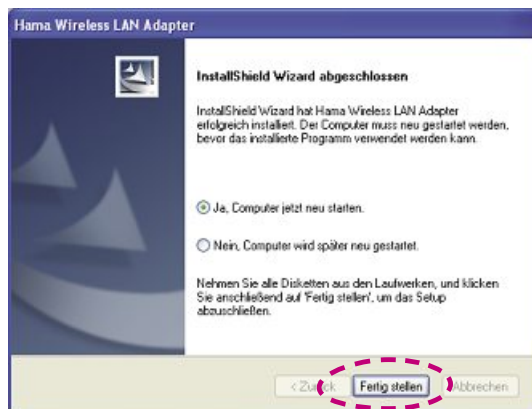 Hama Wireless LAN Adapter
InstallShield Wizard abgeschlossen
InstallShield Wizard hat Hama Wireless LAN Adapter
erfolgreich installiert. Der Computer muss neu gestartet werden,
bevor das installierte Programm verwendet werden kann.
Ja, Computer jetzt neu starten.
Nein, Computer wird später neu gestartet.
Nehmen Sie alle Disketten aus den Laufwerken, und klicken
Sie anschließend auf 'Fertig stellen', um das Setup
abzuschließen.
< Zurück Fertig stellen Abbrechen